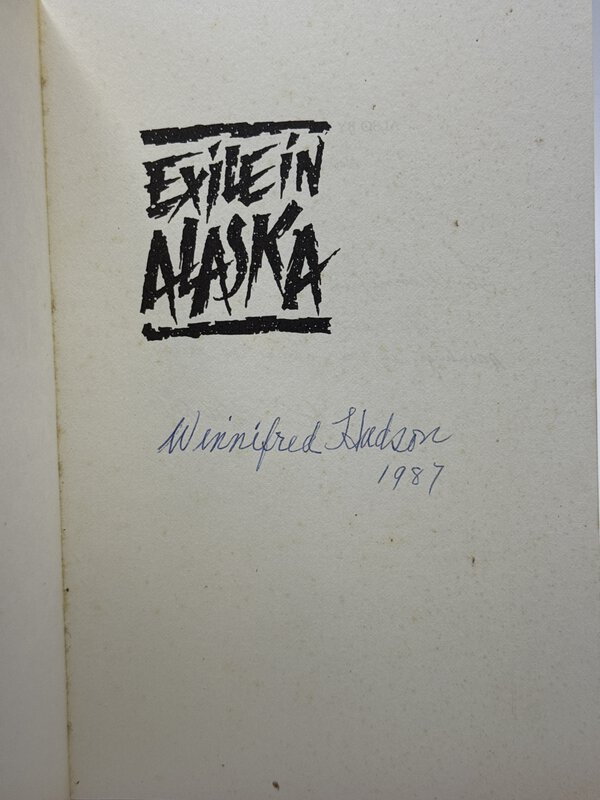 EXILE IN
ALASKA
Winnifred Hudson
1987